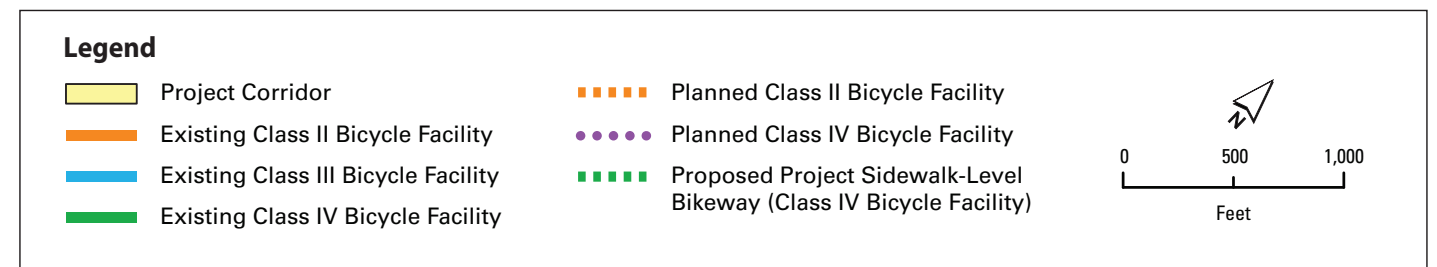 Legend
Project Corridor
Existing Class II Bicycle Facility
Existing Class III Bicycle Facility
Existing Class IV Bicycle Facility
Planned Class II Bicycle Facility
Planned Class IV Bicycle Facility
Proposed Project Sidewalk-Level
Bikeway (Class IV Bicycle Facility)
N
0 500 1,000
Feet